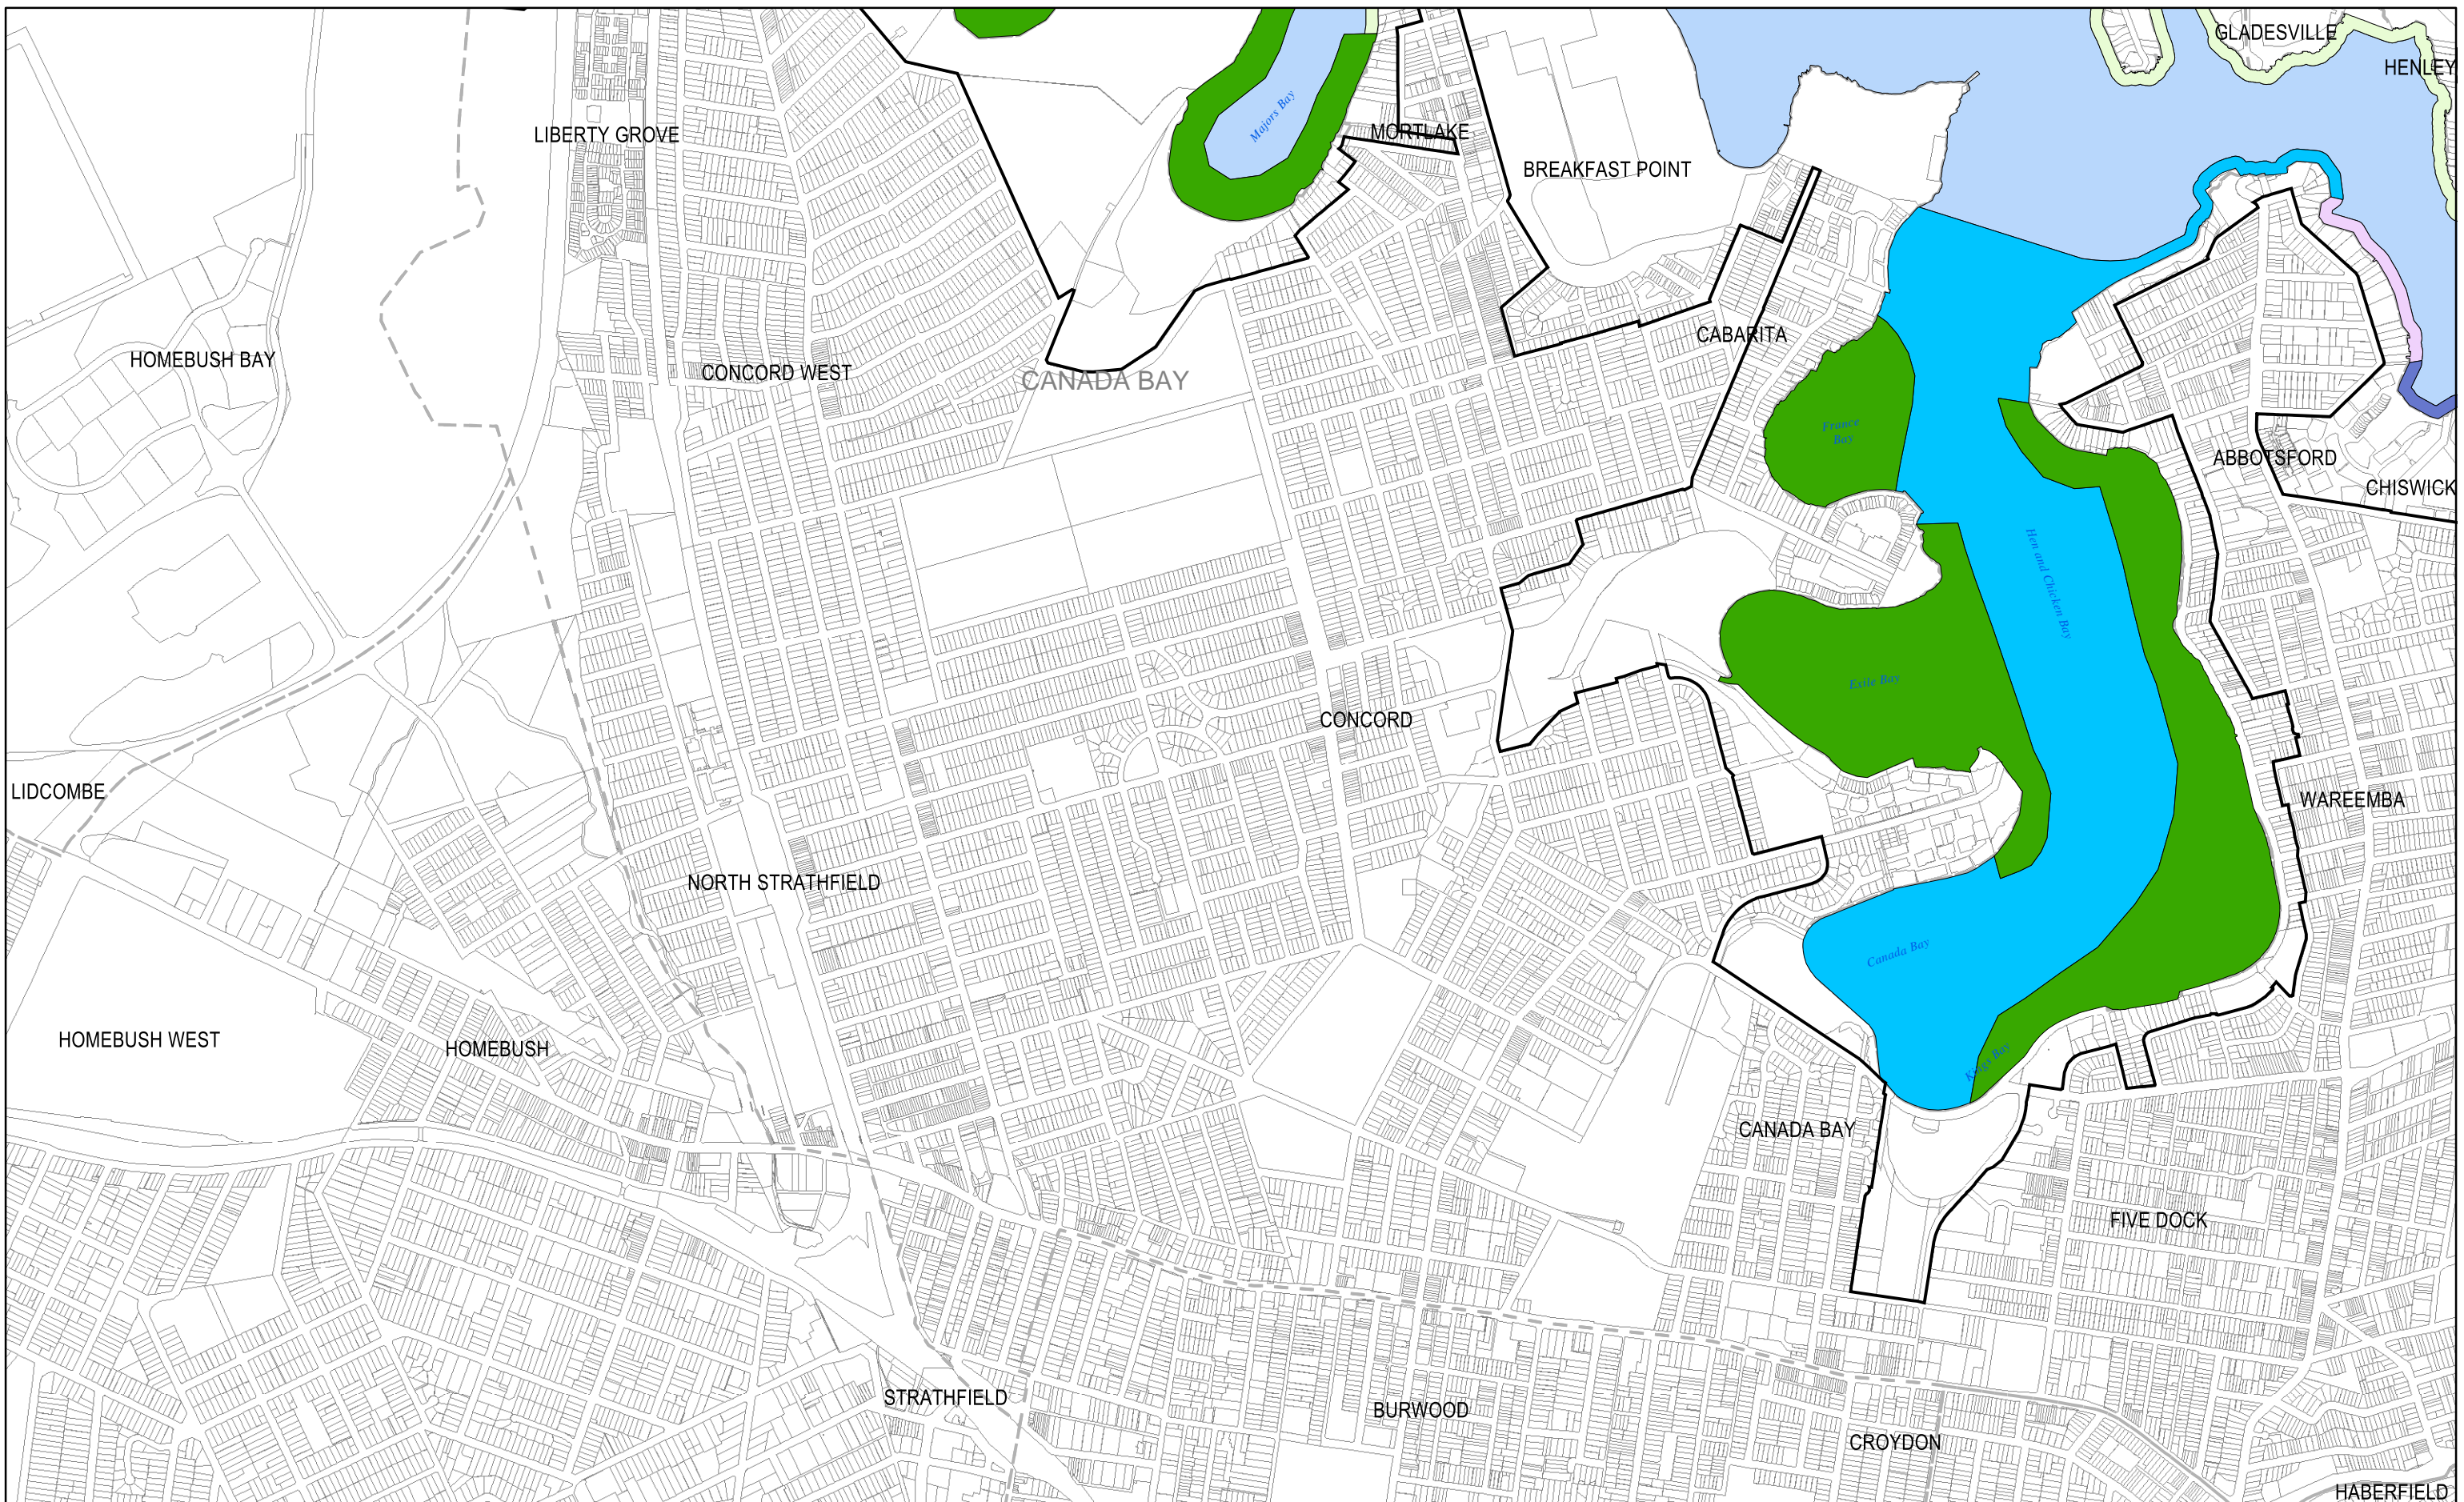 GLADESVILLE
HENLEY
Majors Bay
LIBERTY GROVE
MORTLAKE
BREAKFAST POINT
CABARITA
HOMEBUSH BAY
CONCORD WEST
CANADA BAY
France
Bay
ABBOTSFORD
CHISWICK
Hen and Chicken Bay
Exile Bay
CONCORD
LIDCOMBE
WAREEMBA
NORTH STRATHFIELD
Canada Bay
HOMEBUSH WEST
HOMEBUSH
Kings Bay
CANADA BAY
FIVE DOCK
STRATHFIELD
BURWOOD
CROYDON
HABERFIELD